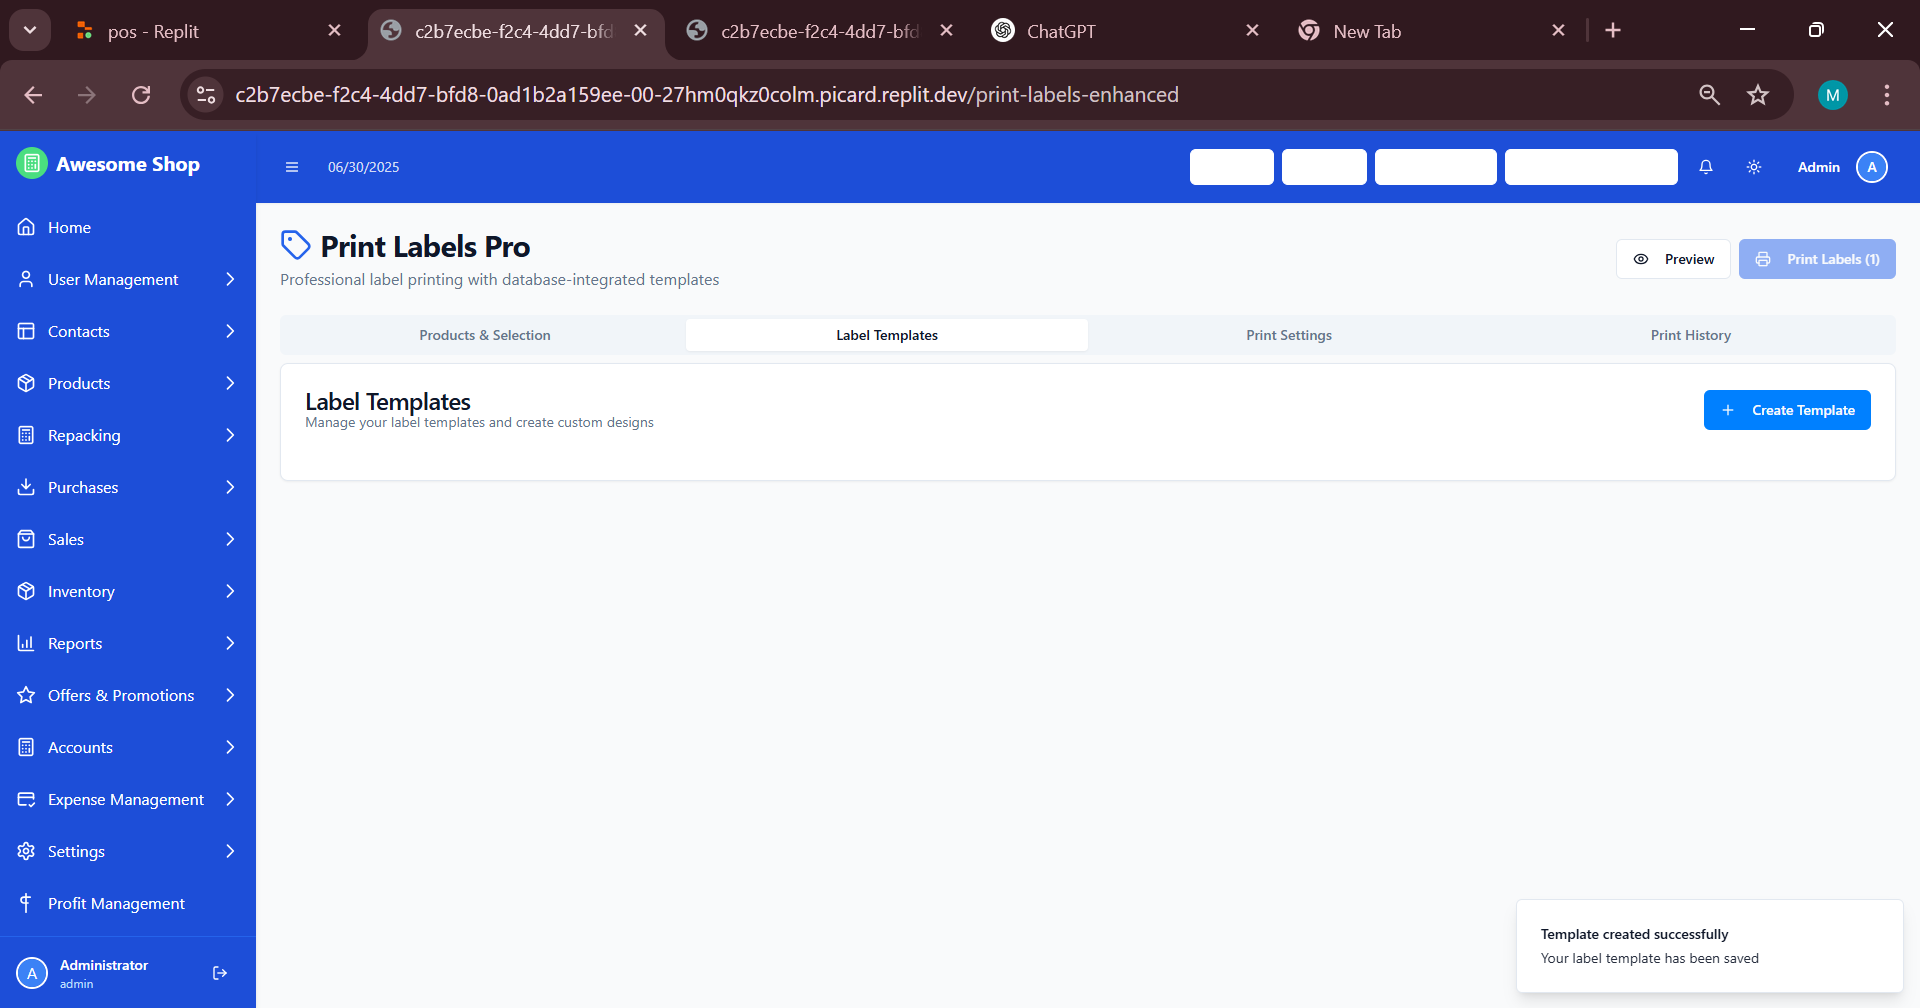 pos - Replit
c2b7ecbe-f2c4-4dd7-bfd
c2b7ecbe-f2c4-4dd7-bfd
ChatGPT
New Tab
c2b7ecbe-f2c4-4dd7-bfd8-0ad1b2a159ee-00-27hm0qkz0colm.picard.replit.dev/print-labels-enhanced
M
Awesome Shop
06/30/2025
Admin
A
Home
User Management
Contacts
Products
Repacking
Purchases
Sales
Inventory
Reports
Offers & Promotions
Accounts
Expense Management
Settings
Profit Management
A
Administrator
admin
Print Labels Pro
Professional label printing with database-integrated templates
Preview
Print Labels (1)
Products & Selection
Label Templates
Print Settings
Print History
Label Templates
Manage your label templates and create custom designs
Create Template
Template created successfully
Your label template has been saved